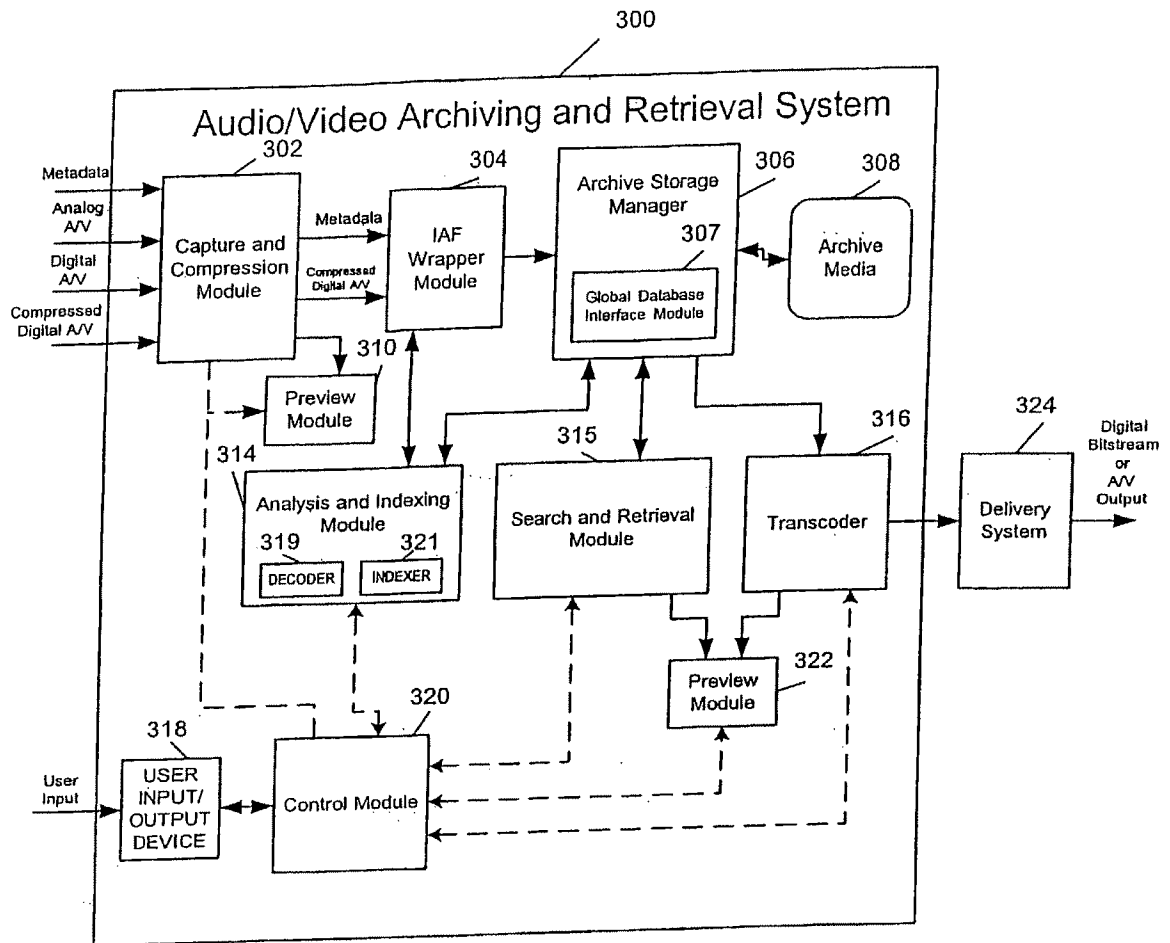 300
Audio/Video Archiving and Retrieval System
302
304
306
308
Metadata
Analog
A/V
Digital
A/V
Compressed
Digital A/V
Capture and
Compression
Module
Metadata
Compressed
Digital A/V
IAF
Wrapper
Module
Archive Storage
Manager
307
Global Database
Interface Module
Archive
Media
310
Preview
Module
314
Analysis and Indexing
Module
319
DECODER
321
INDEXER
315
Search and Retrieval
Module
316
Transcoder
324
Delivery
System
Digital
Bitstream
or
A/V
Output
322
Preview
Module
320
Control Module
318
USER
INPUT/
OUTPUT
DEVICE
User
Input